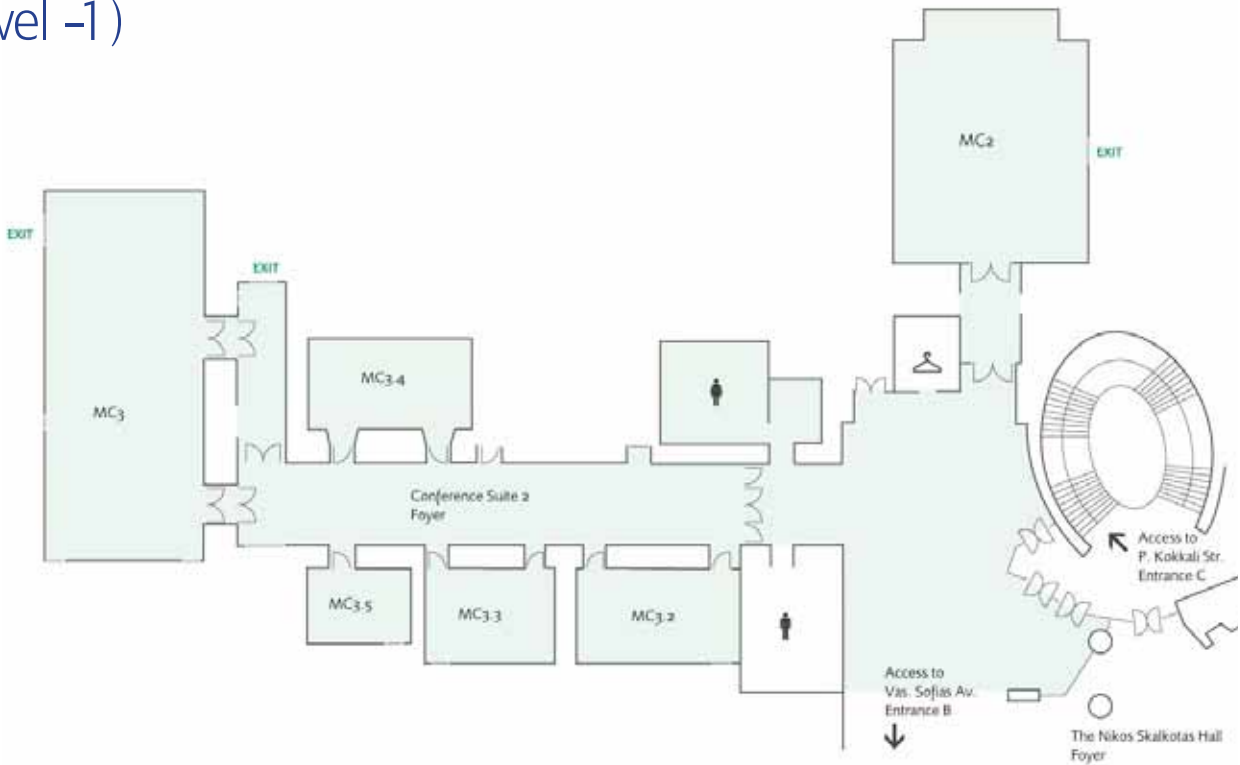 vel -1)
MC2
EXIT
EXIT
EXIT
MC3.4
MC3
Conference Suite 2
Foyer
Access to
P. Kokkali Str.
Entrance C
MC3.5
MC3.3
MC3.2
Access to
Vas. Sofias Av.
Entrance B
The Nikos Skalkotas Hall
Foyer